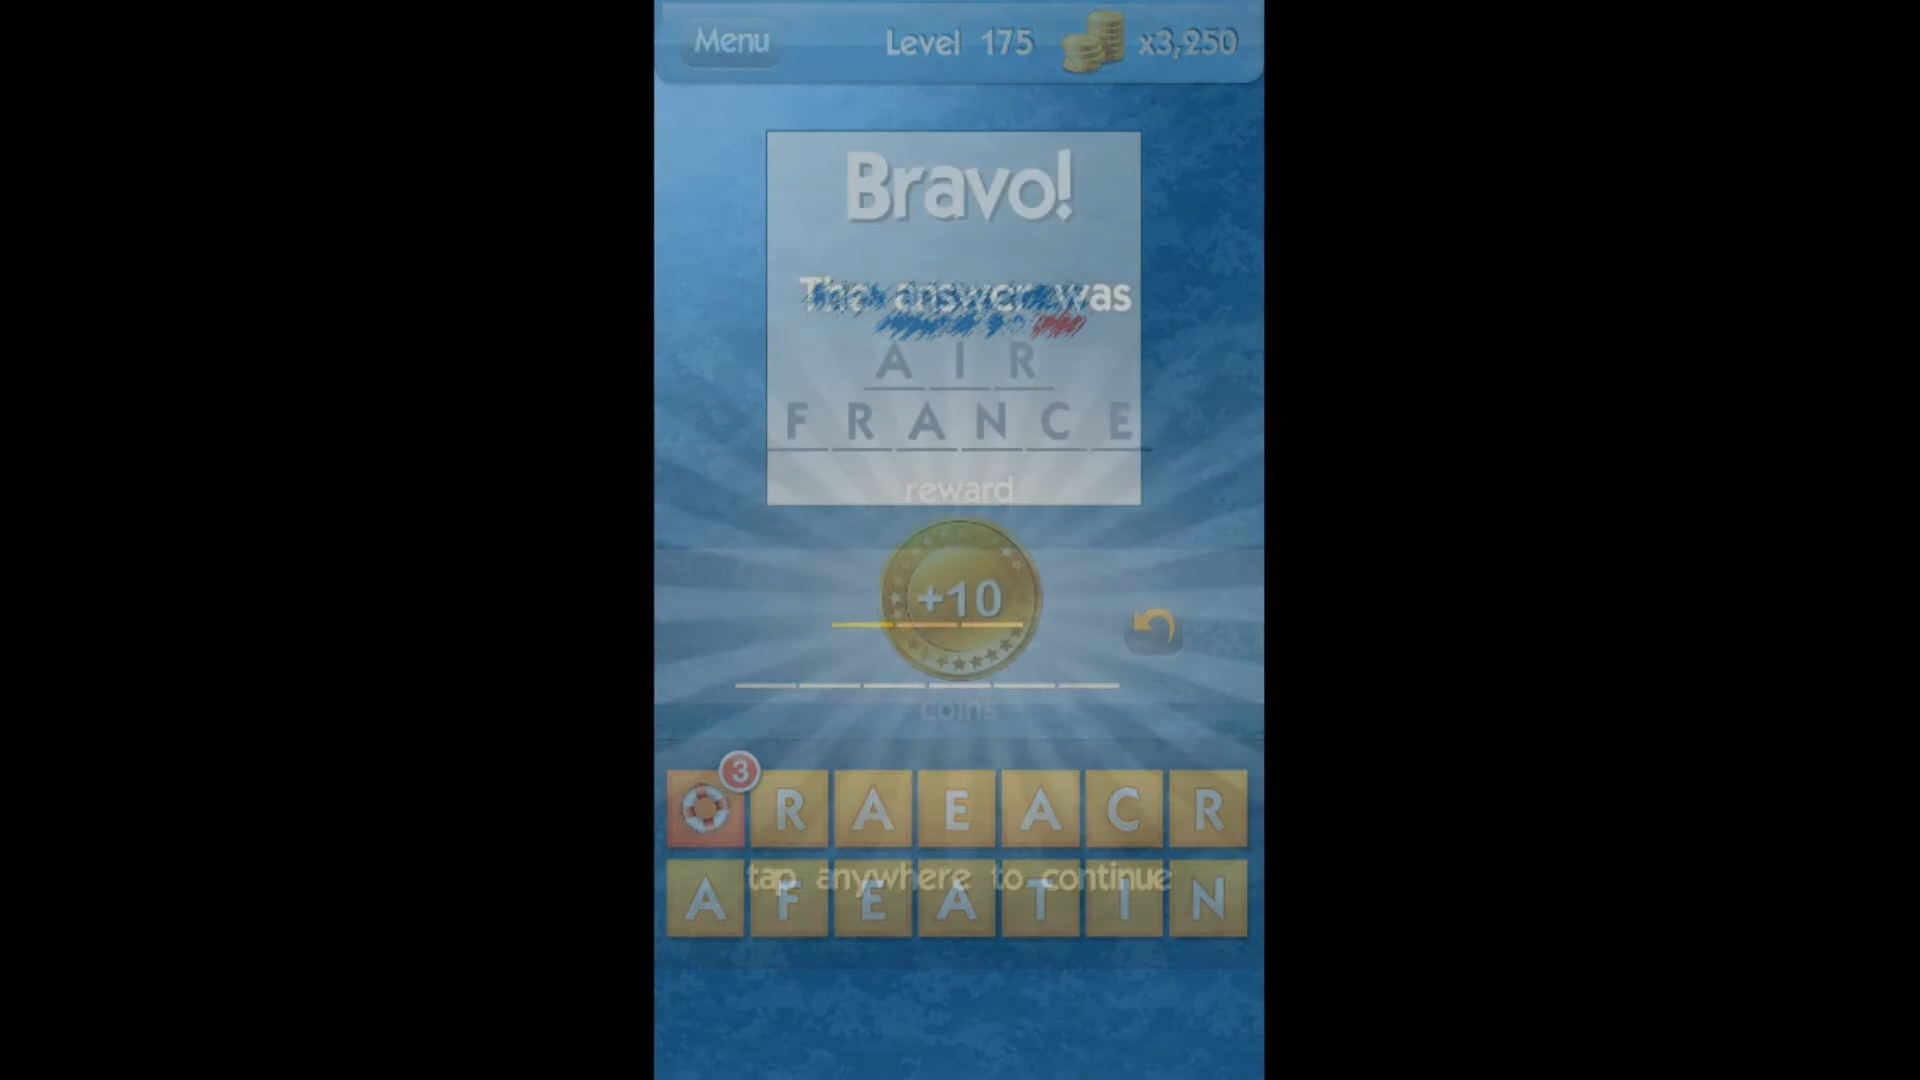 Menu Level 175 x3,250
Bravo!
The answer was
A I R
F R A N C E
reward
+10
coins
3
R A E A C R
tap anywhere to continue
A F E A T I N